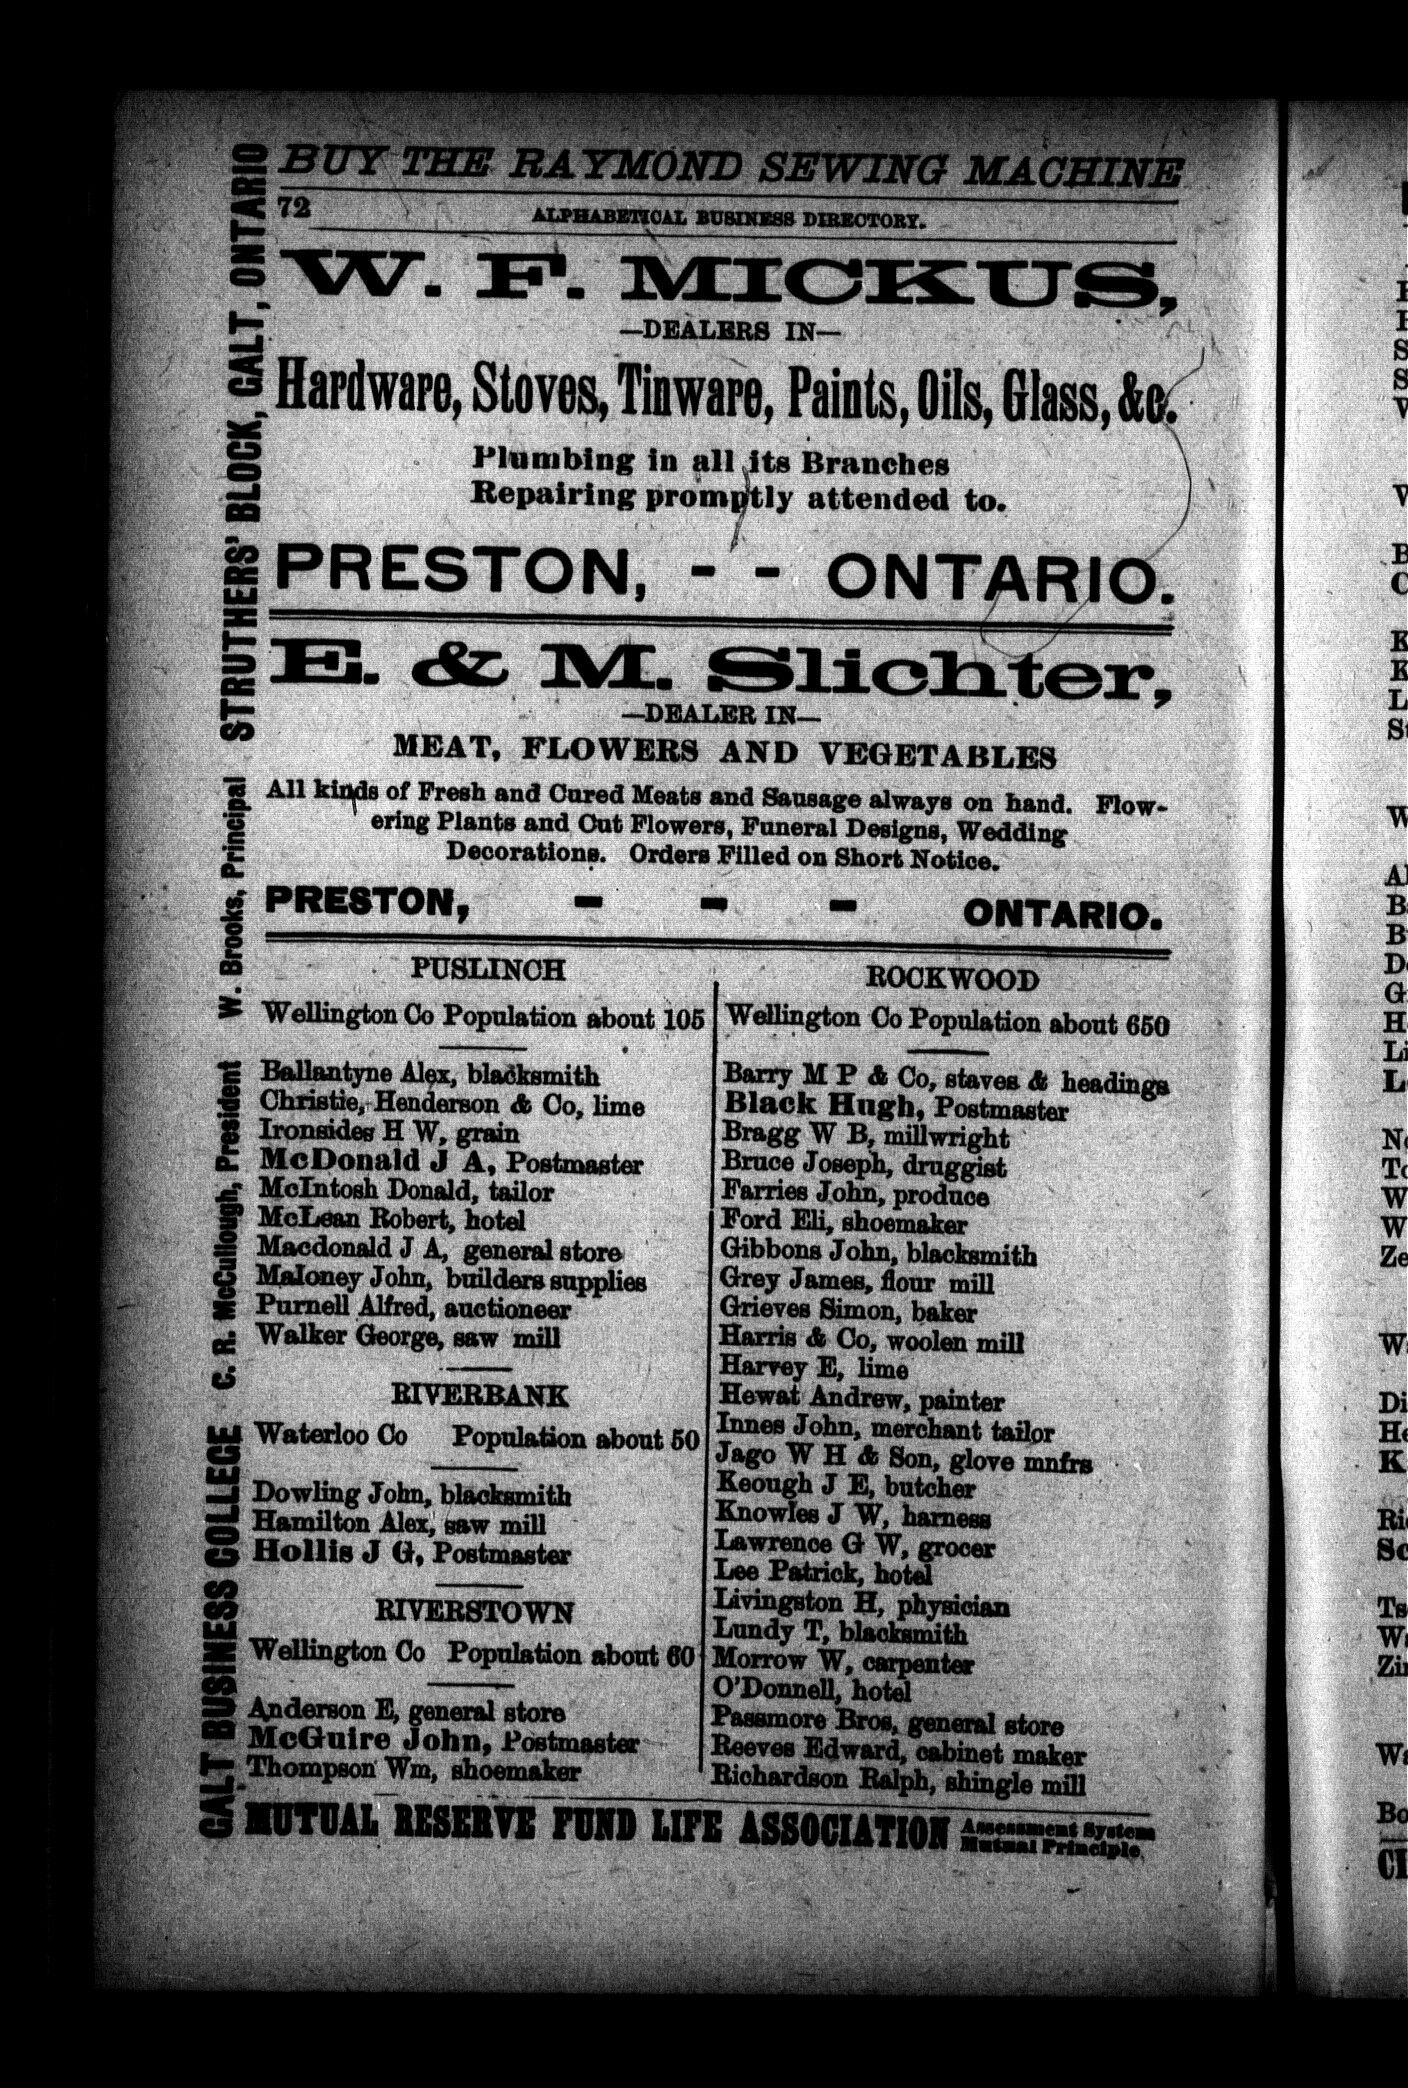 BUY THE RAYMOND SEWING MACHINE
72
ALPHABETICAL BUSINESS DIRECTORY.
W. F. MICKUS,
—DEALERS IN—
Hardware, Stoves, Tinware, Paints, Oils, Glass, &c.
Plumbing in all its Branches
Repairing promptly attended to.
PRESTON, - - ONTARIO.
E. & M. Slichter,
—DEALER IN—
MEAT, FLOWERS AND VEGETABLES
All kinds of Fresh and Cured Meats and Sausage always on hand. Flow-
ering Plants and Cut Flowers, Funeral Designs, Wedding
Decorations. Orders Filled on Short Notice.
PRESTON, - - - ONTARIO.
PUSLINCH
Wellington Co Population about 105
Ballantyne Alex, blacksmith
Christie, Henderson & Co, lime
Ironsides H W, grain
McDonald J A, Postmaster
McIntosh Donald, tailor
McLean Robert, hotel
Macdonald J A, general store
Maloney John, builders supplies
Purnell Alfred, auctioneer
Walker George, saw mill
RIVERBANK
Waterloo Co Population about 50
Dowling John, blacksmith
Hamilton Alex, saw mill
Hollis J G, Postmaster
RIVERSTOWN
Wellington Co Population about 60
Anderson E, general store
McGuire John, Postmaster
Thompson Wm, shoemaker
ROCKWOOD
Wellington Co Population about 650
Barry M P & Co, staves & headings
Black Hugh, Postmaster
Bragg W B, millwright
Bruce Joseph, druggist
Farries John, produce
Ford Eli, shoemaker
Gibbons John, blacksmith
Grey James, flour mill
Grieves Simon, baker
Harris & Co, woolen mill
Harvey E, lime
Hewat Andrew, painter
Innes John, merchant tailor
Jago W H & Son, glove mnfrs
Keough J E, butcher
Knowles J W, harness
Lawrence G W, grocer
Lee Patrick, hotel
Livingston H, physician
Lundy T, blacksmith
Morrow W, carpenter
O'Donnell, hotel
Passmore Bros, general store
Reeves Edward, cabinet maker
Richardson Ralph, shingle mill
MUTUAL RESERVE FUND LIFE ASSOCIATION Assessment System
Mutual Principle.
GALT BUSINESS COLLEGE C. R. McCullough, President W. Brooks, Principal STRUTHERS' BLOCK, GALT, ONTARIO